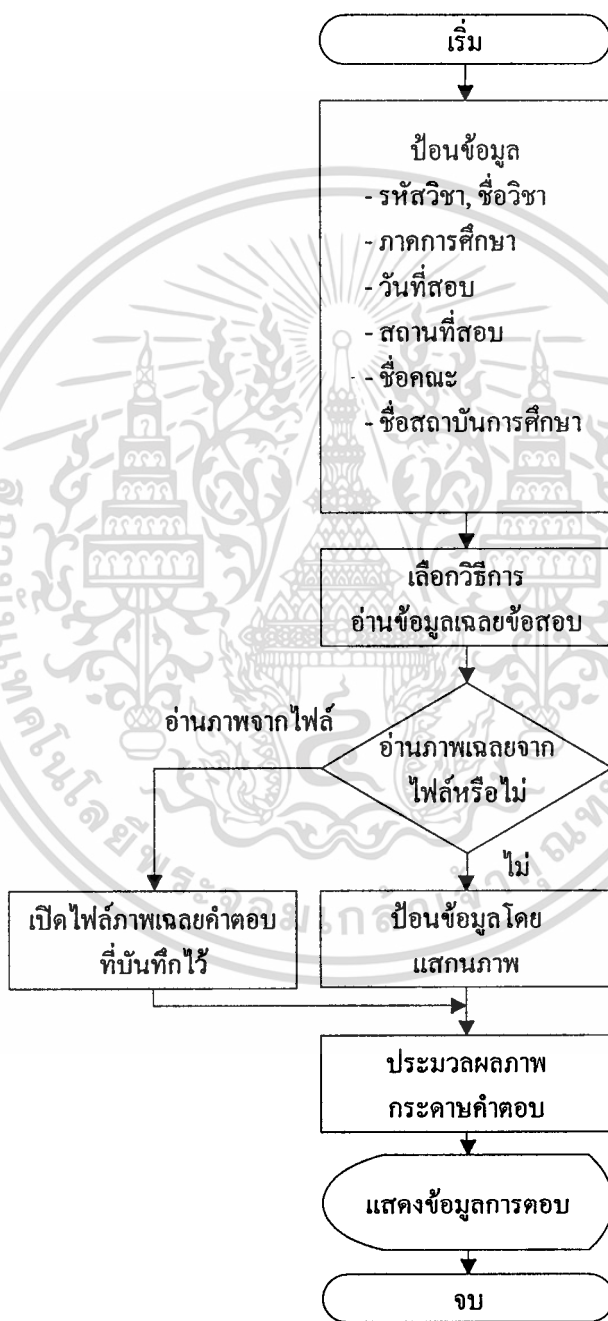 เริ่ม
ป้อนข้อมูล
- รหัสวิชา, ชื่อวิชา
- ภาคการศึกษา
- วันที่สอบ
- สถานที่สอบ
- ชื่อคณะ
- ชื่อสถาบันการศึกษา
เลือกวิธีการ
อ่านข้อมูลเฉลยข้อสอบ
อ่านภาพจากไฟล์
อ่านภาพเฉลยจาก
ไฟล์หรือไม่
ไม่
เปิดไฟล์ภาพเฉลยคำตอบ
ที่บันทึกไว้
ป้อนข้อมูลโดย
แสกนภาพ
ประมวลผลภาพ
กระดาษคำตอบ
แสดงข้อมูลการตอบ
จบ